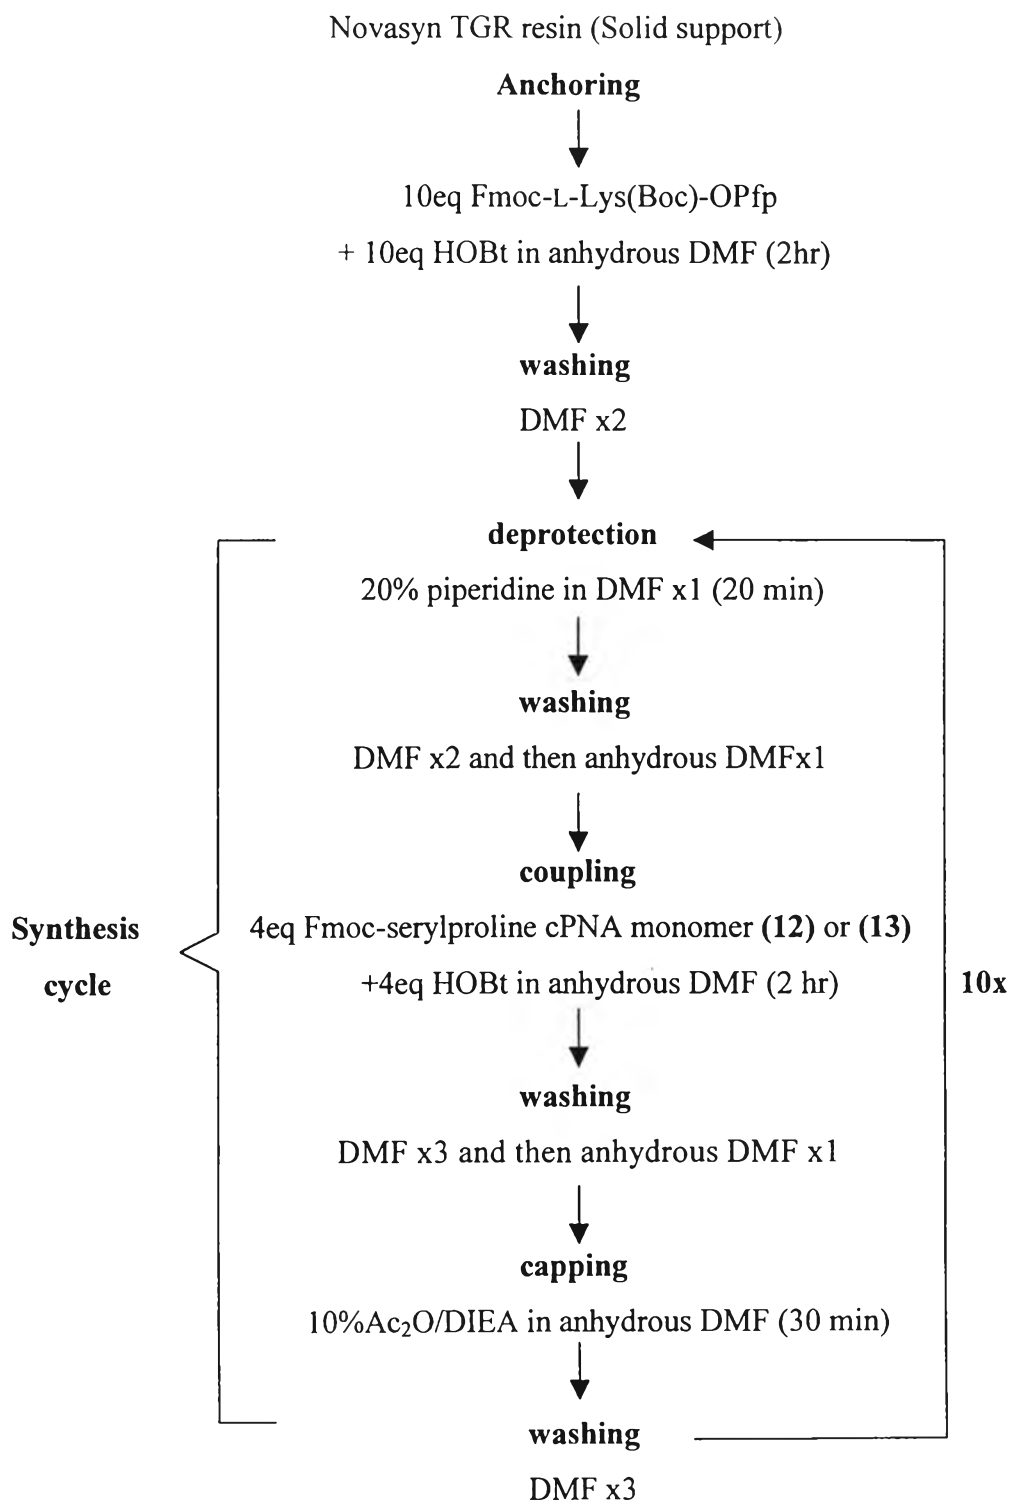 Novasyn TGR resin (Solid support)
Anchoring
10eq Fmoc-L-Lys(Boc)-OPfp
+ 10eq HOBt in anhydrous DMF (2hr)
washing
DMF x2
deprotection
20% piperidine in DMF x1 (20 min)
washing
DMF x2 and then anhydrous DMFx1
coupling
4eq Fmoc-serylproline cPNA monomer (12) or (13)
+4eq HOBt in anhydrous DMF (2 hr)
Synthesis
cycle
10x
washing
DMF x3 and then anhydrous DMF x1
capping
10%Ac₂O/DIEA in anhydrous DMF (30 min)
washing
DMF x3